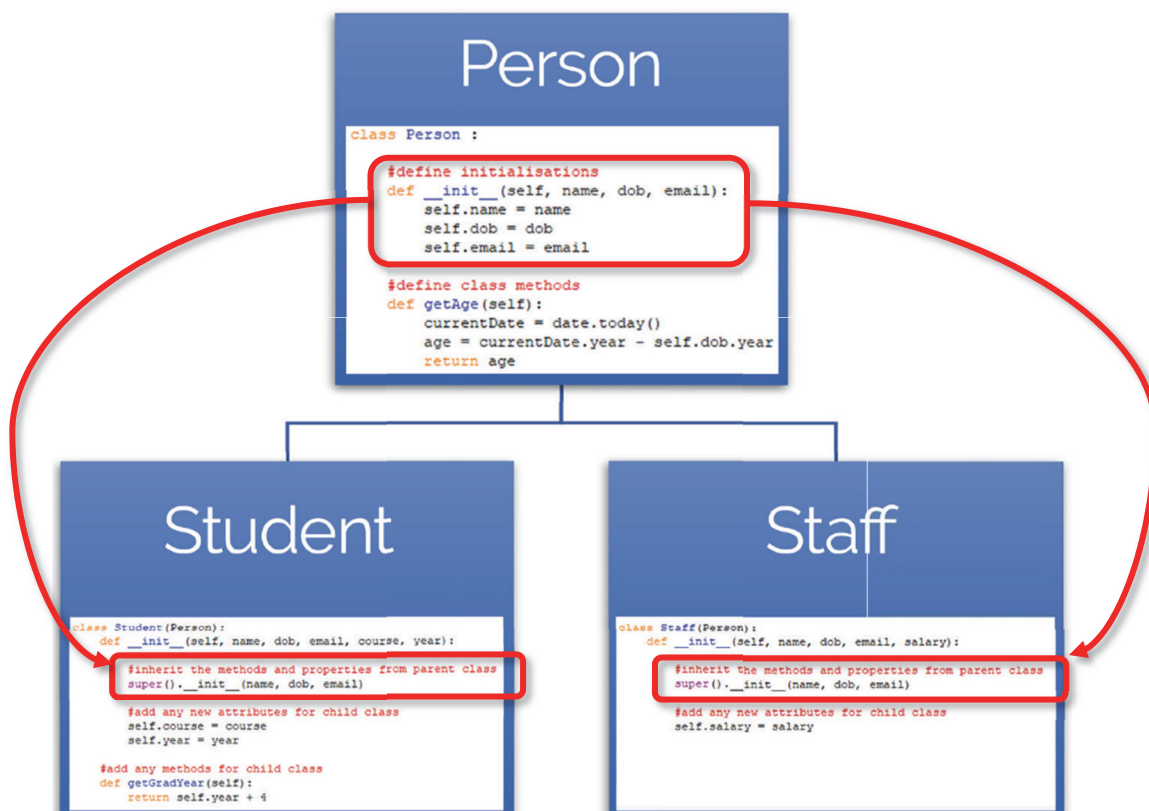 Person
class Person :
#define initialisations
def __init__(self, name, dob, email):
self.name = name
self.dob = dob
self.email = email
#define class methods
def getAge(self):
currentDate = date.today()
age = currentDate.year - self.dob.year
return age
Student
class Student(Person):
def __init__(self, name, dob, email, course, year):
#inherit the methods and properties from parent class
super().__init__(name, dob, email)
#add any new attributes for child class
self.course = course
self.year = year
#add any methods for child class
def getGradYear(self):
return self.year + 4
Staff
class Staff(Person):
def __init__(self, name, dob, email, salary):
#inherit the methods and properties from parent class
super().__init__(name, dob, email)
#add any new attributes for child class
self.salary = salary